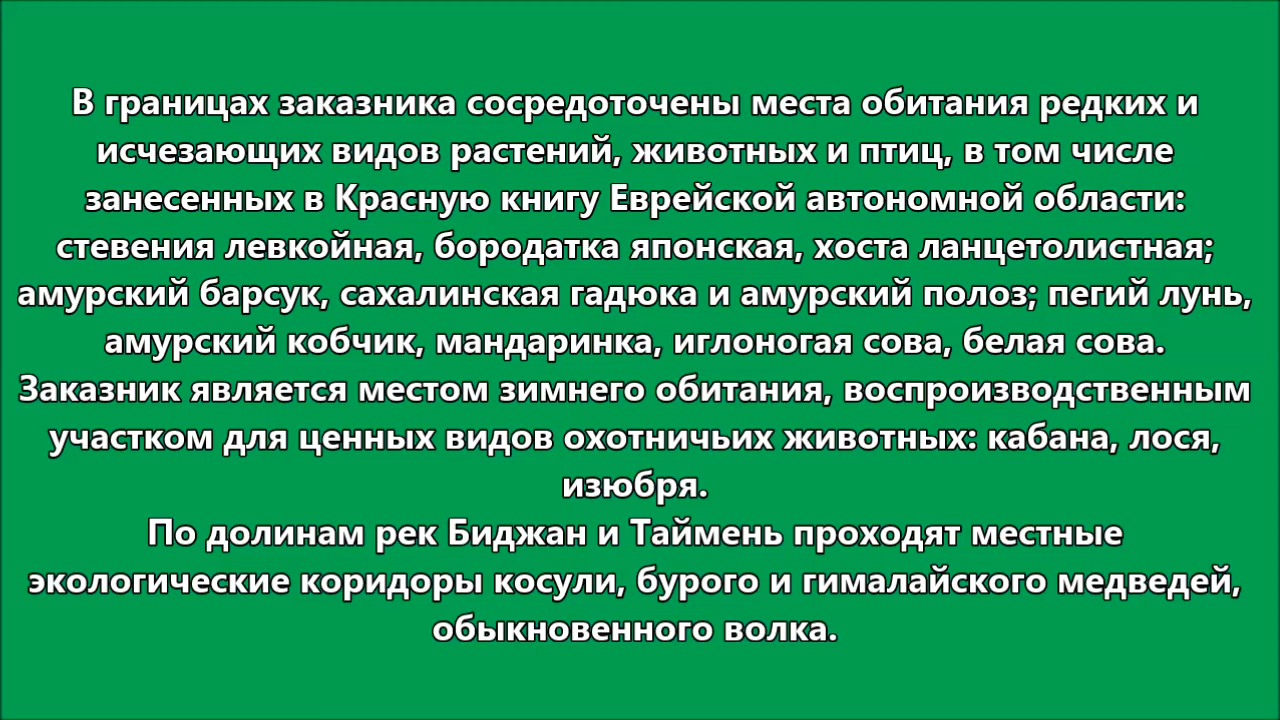 В границах заказника сосредоточены места обитания редких и
исчезающих видов растений, животных и птиц, в том числе
занесенных в Красную книгу Еврейской автономной области:
стевения левкойная, бородатка японская, хоста ланцетолистная;
амурский барсук, сахалинская гадюка и амурский полоз; пегий лунь,
амурский кобчик, мандаринка, иглоногая сова, белая сова.
Заказник является местом зимнего обитания, воспроизводственным
участком для ценных видов охотничьих животных: кабана, лося,
изюбря.
По долинам рек Биджан и Таймень проходят местные
экологические коридоры косули, бурого и гималайского медведей,
обыкновенного волка.